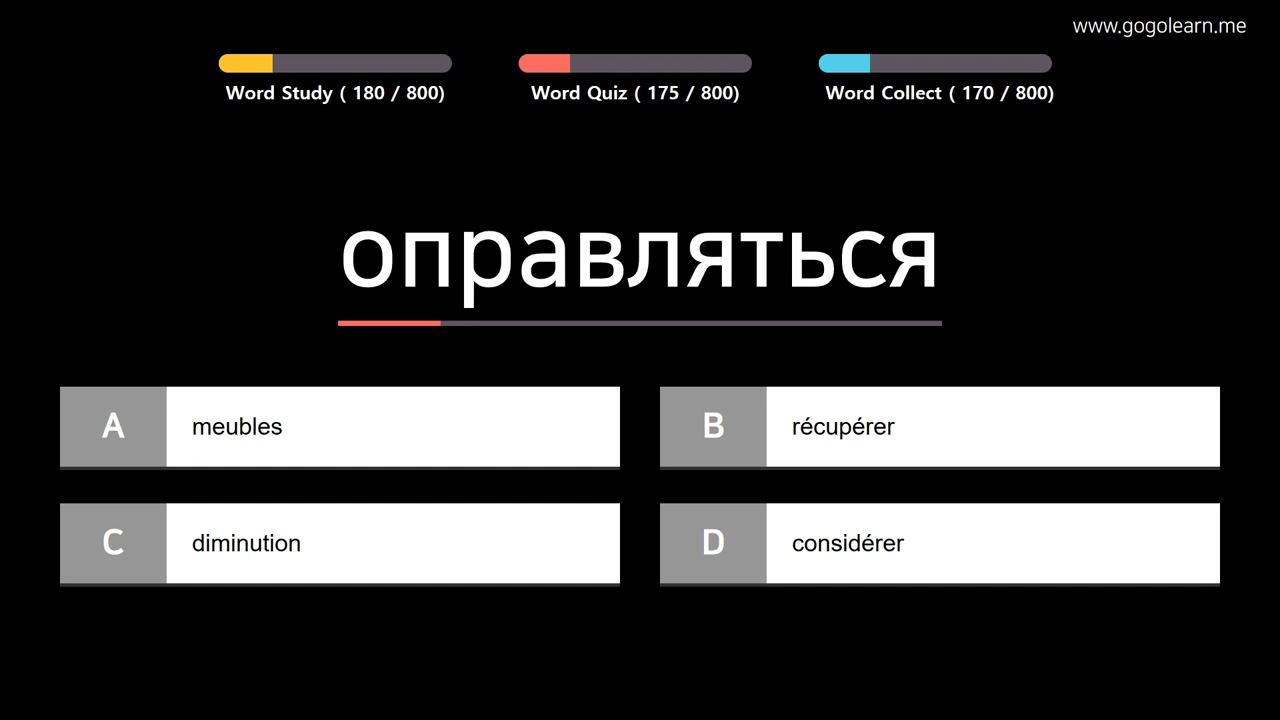 www.gogolearn.me
Word Study ( 180 / 800)
Word Quiz ( 175 / 800)
Word Collect ( 170 / 800)
оправляться
A meubles
B récupérer
C diminution
D considérer